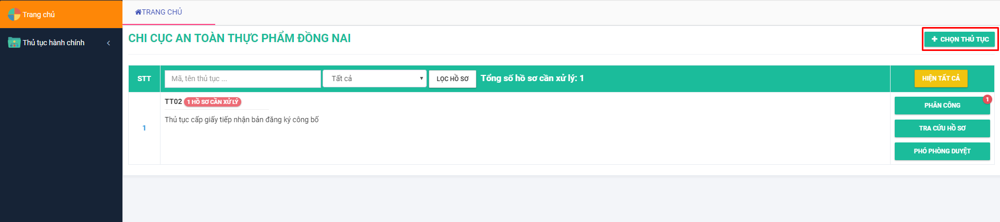 Trang chủ
Thủ tục hành chính
TRANG CHỦ
CHI CỤC AN TOÀN THỰC PHẨM ĐỒNG NAI
CHỌN THỦ TỤC
STT
Mã, tên thủ tục ...
Tất cả
LỌC HỒ SƠ
Tổng số hồ sơ cần xử lý: 1
HIỆN TẤT CẢ
1
TT02 1 HỒ SƠ CẦN XỬ LÝ
Thủ tục cấp giấy tiếp nhận bản đăng ký công bố
PHÂN CÔNG 1
TRA CỨU HỒ SƠ
PHÓ PHÒNG DUYỆT